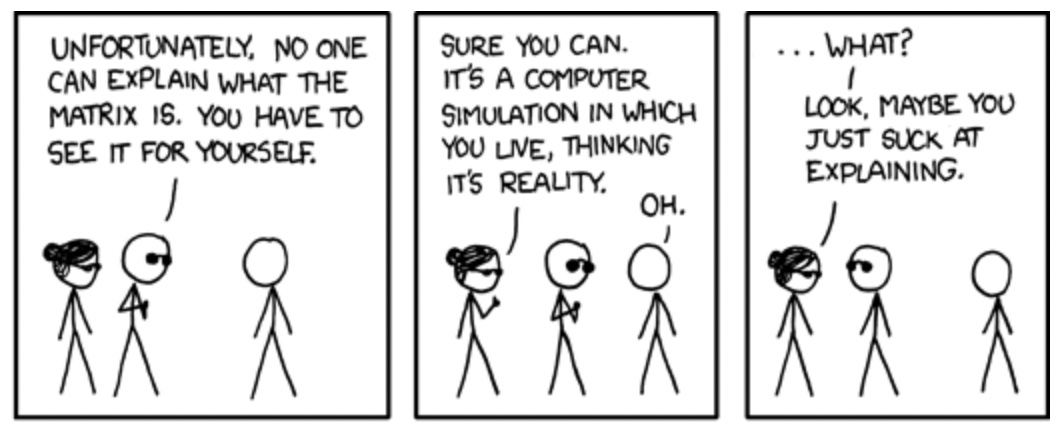 UNFORTUNATELY, NO ONE
CAN EXPLAIN WHAT THE
MATRIX IS. YOU HAVE TO
SEE IT FOR YOURSELF.
SURE YOU CAN.
IT'S A COMPUTER
SIMULATION IN WHICH
YOU LIVE, THINKING
IT'S REALITY.
OH.
...WHAT?
LOOK, MAYBE YOU
JUST SUCK AT
EXPLAINING.